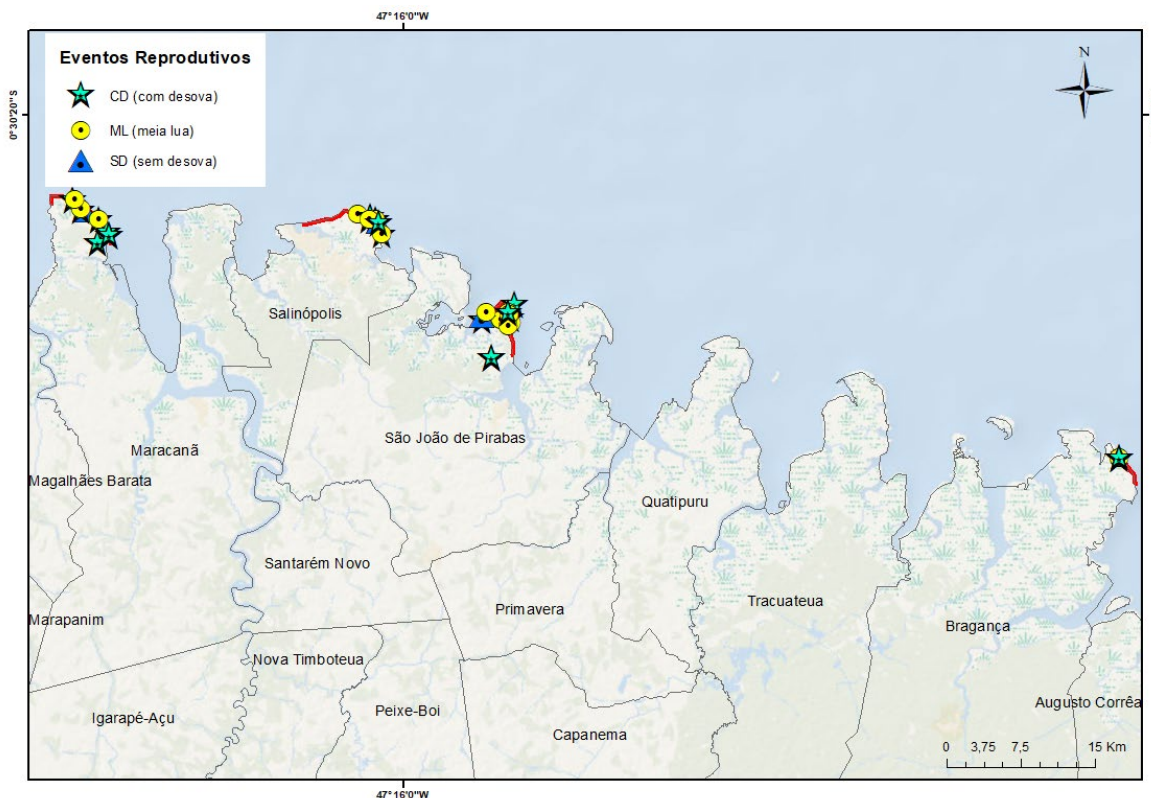 47°16'0"W
0°30'20"S
Eventos Reprodutivos
CD (com desova)
ML (meia lua)
SD (sem desova)
N
Salinópolis
São João de Pirabas
Maracanã
Magalhães Barata
Quatipuru
Santarém Novo
Primavera
Tracuateua
Marapanim
Bragança
Nova Timboteua
Augusto Corrêa
Peixe-Boi
Igarapé-Açu
Capanema
0 3,75 7,5 15 Km
47°16'0"W